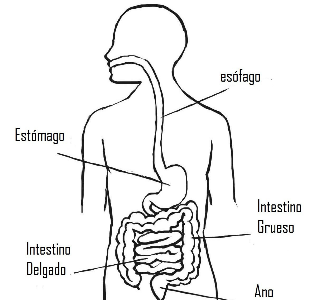 esófago
Estómago
Intestino
Grueso
Intestino
Delgado
Ano